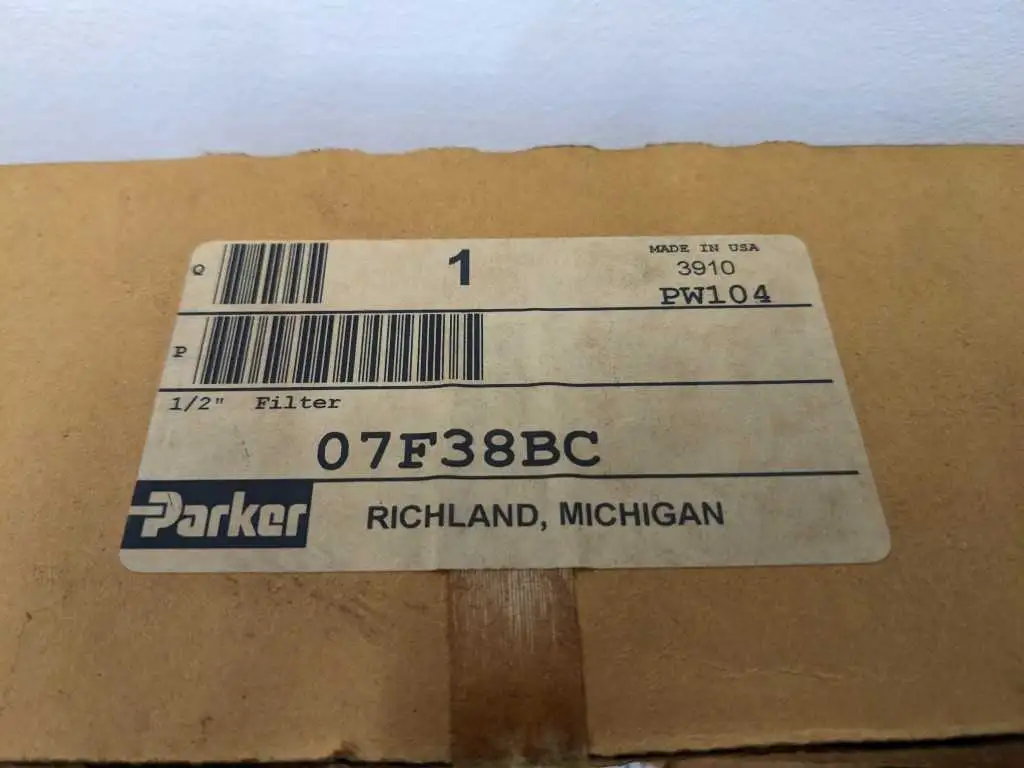 Q 1 MADE IN USA
3910
PW104
P
1/2" Filter
07F38BC
Parker RICHLAND, MICHIGAN